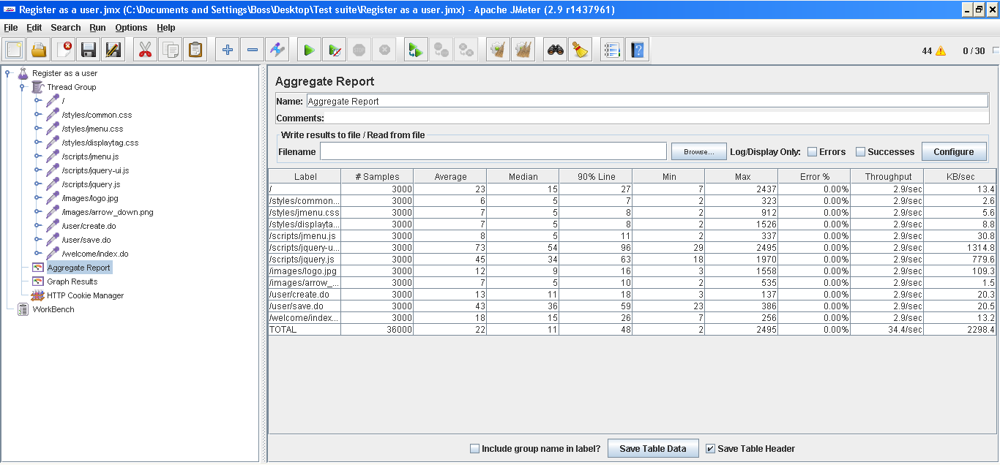 Register as a user.jmx (C:\Documents and Settings\Boss\Desktop\Test suite\Register as a user.jmx) - Apache JMeter (2.9 r1437961)
File Edit Search Run Options Help
44 0 / 30
Register as a user
Thread Group
/
/styles/common.css
/styles/jmenu.css
/styles/displaytag.css
/scripts/jmenu.js
/scripts/jquery-ui.js
/scripts/jquery.js
/images/logo.jpg
/images/arrow_down.png
/user/create.do
/user/save.do
/welcome/index.do
Aggregate Report
Graph Results
HTTP Cookie Manager
WorkBench
Aggregate Report
Name: Aggregate Report
Comments:
Write results to file / Read from file
Filename Browse... Log/Display Only: Errors Successes Configure
Label # Samples Average Median 90% Line Min Max Error % Throughput KB/sec
/ 3000 23 15 27 7 2437 0.00% 2.9/sec 13.4
/styles/common... 3000 6 5 7 2 323 0.00% 2.9/sec 2.6
/styles/jmenu.css 3000 7 5 8 2 912 0.00% 2.9/sec 5.6
/styles/displayta... 3000 7 5 8 2 1526 0.00% 2.9/sec 8.8
/scripts/jmenu.js 3000 8 5 11 2 337 0.00% 2.9/sec 30.8
/scripts/jquery-u... 3000 73 54 96 29 2495 0.00% 2.9/sec 1314.8
/scripts/jquery.js 3000 45 34 63 18 1970 0.00% 2.9/sec 779.6
/images/logo.jpg 3000 12 9 16 3 1558 0.00% 2.9/sec 109.3
/images/arrow_... 3000 7 5 10 2 535 0.00% 2.9/sec 1.5
/user/create.do 3000 13 11 18 3 137 0.00% 2.9/sec 20.3
/user/save.do 3000 43 36 59 23 386 0.00% 2.9/sec 20.5
/welcome/index... 3000 18 15 26 7 256 0.00% 2.9/sec 13.2
TOTAL 36000 22 11 48 2 2495 0.00% 34.4/sec 2298.4
Include group name in label? Save Table Data Save Table Header